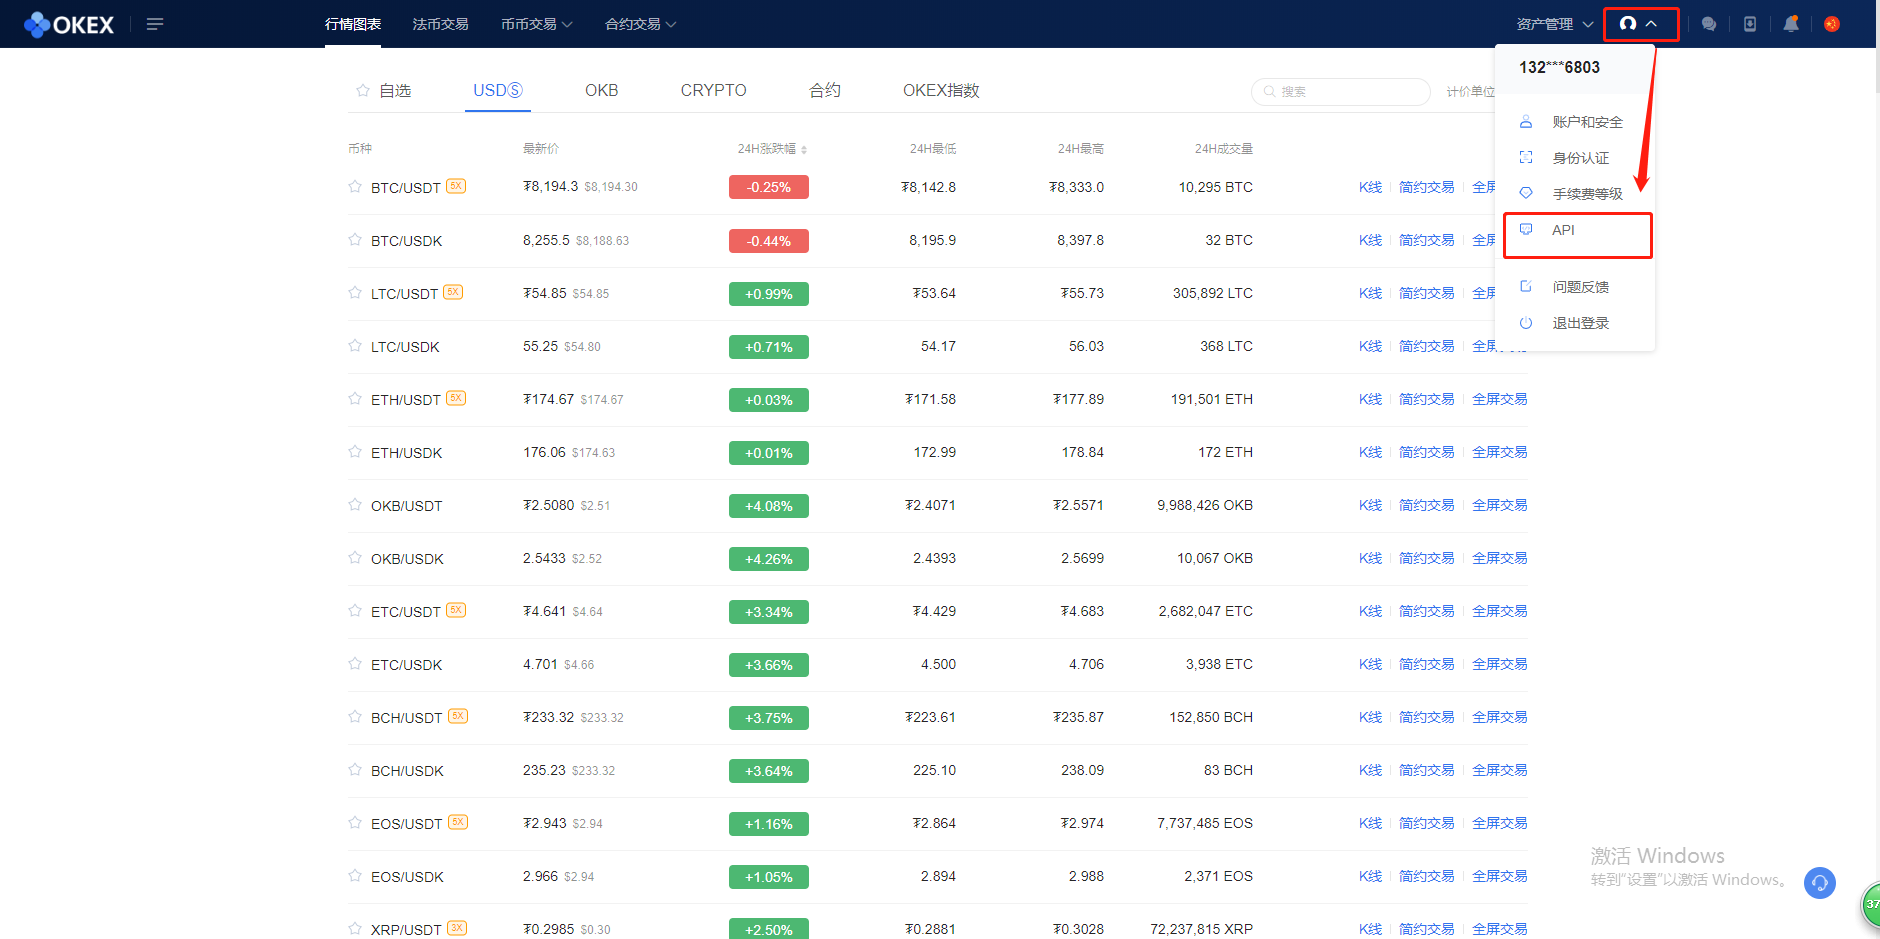 OKEX 行情图表 法币交易 币币交易 合约交易 资产管理
132***6803
账户和安全
身份认证
手续费等级
API
问题反馈
退出登录
自选 USDⓈ OKB CRYPTO 合约 OKEX指数 搜索 计价单位
币种 最新价 24H涨跌幅 24H最低 24H最高 24H成交量
BTC/USDT 5X ₮8,194.3 $8,194.30 -0.25% ₮8,142.8 ₮8,333.0 10,295 BTC K线 简约交易 全屏
BTC/USDK 8,255.5 $8,188.63 -0.44% 8,195.9 8,397.8 32 BTC K线 简约交易 全屏
LTC/USDT 5X ₮54.85 $54.85 +0.99% ₮53.64 ₮55.73 305,892 LTC K线 简约交易 全屏
LTC/USDK 55.25 $54.80 +0.71% 54.17 56.03 368 LTC K线 简约交易 全屏交易
ETH/USDT 5X ₮174.67 $174.67 +0.03% ₮171.58 ₮177.89 191,501 ETH K线 简约交易 全屏交易
ETH/USDK 176.06 $174.63 +0.01% 172.99 178.84 172 ETH K线 简约交易 全屏交易
OKB/USDT ₮2.5080 $2.51 +4.08% ₮2.4071 ₮2.5571 9,988,426 OKB K线 简约交易 全屏交易
OKB/USDK 2.5433 $2.52 +4.26% 2.4393 2.5699 10,067 OKB K线 简约交易 全屏交易
ETC/USDT 5X ₮4.641 $4.64 +3.34% ₮4.429 ₮4.683 2,682,047 ETC K线 简约交易 全屏交易
ETC/USDK 4.701 $4.66 +3.66% 4.500 4.706 3,938 ETC K线 简约交易 全屏交易
BCH/USDT 5X ₮233.32 $233.32 +3.75% ₮223.61 ₮235.87 152,850 BCH K线 简约交易 全屏交易
BCH/USDK 235.23 $233.32 +3.64% 225.10 238.09 83 BCH K线 简约交易 全屏交易
EOS/USDT 5X ₮2.943 $2.94 +1.16% ₮2.864 ₮2.974 7,737,485 EOS K线 简约交易 全屏交易
EOS/USDK 2.966 $2.94 +1.05% 2.894 2.988 2,371 EOS K线 简约交易 全屏交易
XRP/USDT 3X ₮0.2985 $0.30 +2.50% ₮0.2881 ₮0.3028 72,237,815 XRP K线 简约交易 全屏交易
激活 Windows
转到"设置"以激活 Windows。
37